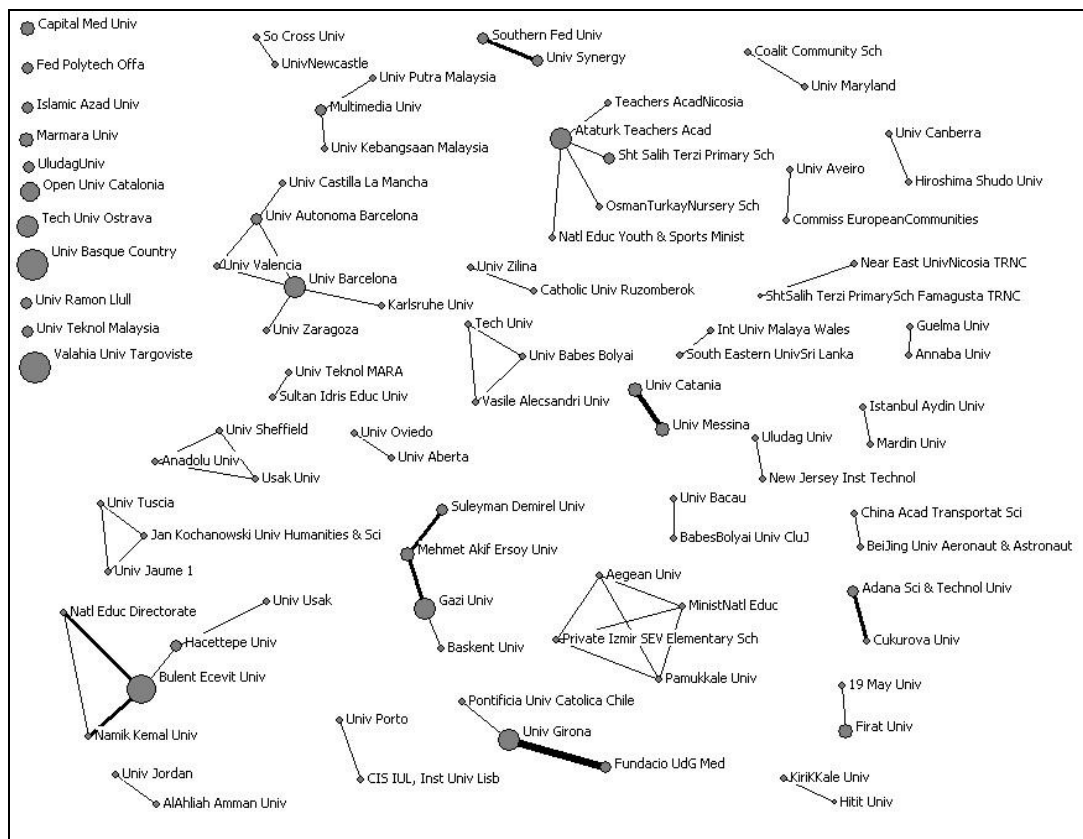 Capital Med Univ
Fed Polytech Offa
Islamic Azad Univ
Marmara Univ
UludagUniv
Open Univ Catalonia
Tech Univ Ostrava
Univ Basque Country
Univ Ramon Llull
Univ Teknol Malaysia
Valahia Univ Targoviste
So Cross Univ
UnivNewcastle
Southern Fed Univ
Univ Synergy
Coalit Community Sch
Univ Maryland
Univ Putra Malaysia
Multimedia Univ
Univ Kebangsaan Malaysia
Teachers AcadNicosia
Ataturk Teachers Acad
Sht Salih Terzi Primary Sch
OsmanTurkayNursery Sch
Natl Educ Youth & Sports Minist
Univ Canberra
Hiroshima Shudo Univ
Univ Aveiro
Commiss EuropeanCommunities
Univ Castilla La Mancha
Univ Autonoma Barcelona
Univ Valencia
Univ Barcelona
Karlsruhe Univ
Univ Zaragoza
Univ Zilina
Catholic Univ Ruzomberok
Near East UnivNicosia TRNC
ShtSalih Terzi PrimarySch Famagusta TRNC
Tech Univ
Univ Babes Bolyai
Vasile Alecsandri Univ
Int Univ Malaya Wales
South Eastern UnivSri Lanka
Guelma Univ
Annaba Univ
Univ Teknol MARA
Sultan Idris Educ Univ
Univ Catania
Univ Messina
Istanbul Aydin Univ
Mardin Univ
Univ Sheffield
Anadolu Univ
Usak Univ
Univ Oviedo
Univ Aberta
Uludag Univ
New Jersey Inst Technol
Univ Tuscia
Jan Kochanowski Univ Humanities & Sci
Univ Jaume 1
Suleyman Demirel Univ
Mehmet Akif Ersoy Univ
Gazi Univ
Baskent Univ
Univ Bacau
BabesBolyai Univ CluJ
China Acad Transportat Sci
BeiJing Univ Aeronaut & Astronaut
Aegean Univ
MinistNatl Educ
Private Izmir SEV Elementary Sch
Pamukkale Univ
Adana Sci & Technol Univ
Cukurova Univ
Natl Educ Directorate
Univ Usak
Hacettepe Univ
Bulent Ecevit Univ
Namik Kemal Univ
Pontificia Univ Catolica Chile
Univ Girona
Fundacio UdG Med
19 May Univ
Firat Univ
Univ Porto
CIS IUL, Inst Univ Lisb
Univ Jordan
AlAhliah Amman Univ
KiriKKale Univ
Hitit Univ